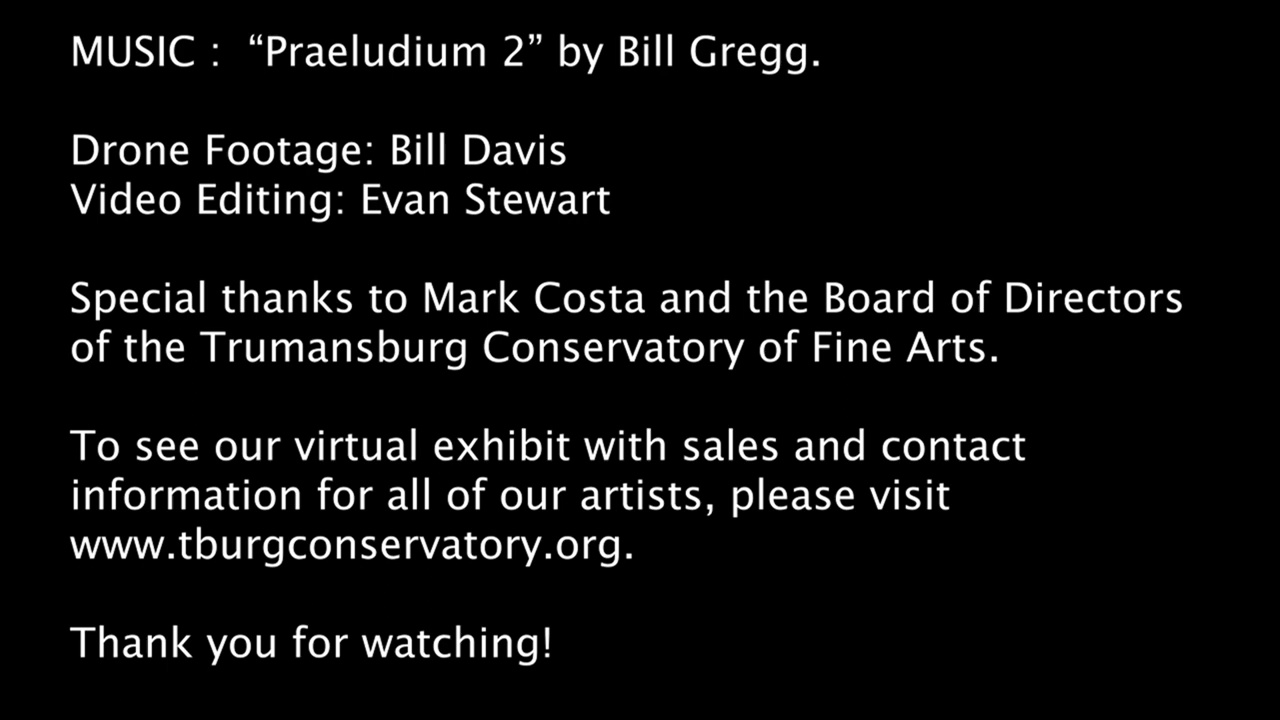 MUSIC :  “Praeludium 2” by Bill Gregg.
Drone Footage: Bill Davis
Video Editing: Evan Stewart
Special thanks to Mark Costa and the Board of Directors
of the Trumansburg Conservatory of Fine Arts.
To see our virtual exhibit with sales and contact
information for all of our artists, please visit
www.tburgconservatory.org.
Thank you for watching!